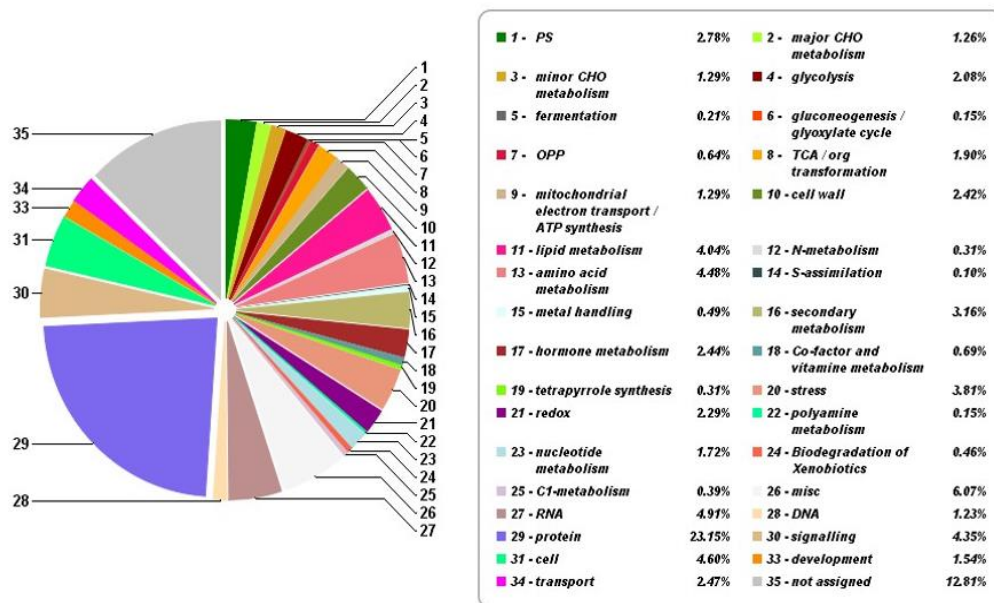 1
2
3
4
5
6
7
8
9
10
11
12
13
14
15
16
17
18
19
20
21
22
23
24
25
26
27
28
29
30
31
33
34
35
1 - PS 2.78%
2 - major CHO
metabolism 1.26%
3 - minor CHO
metabolism 1.29%
4 - glycolysis 2.08%
5 - fermentation 0.21%
6 - gluconeogenesis /
glyoxylate cycle 0.15%
7 - OPP 0.64%
8 - TCA / org
transformation 1.90%
9 - mitochondrial
electron transport /
ATP synthesis 1.29%
10 - cell wall 2.42%
11 - lipid metabolism 4.04%
12 - N-metabolism 0.31%
13 - amino acid
metabolism 4.48%
14 - S-assimilation 0.10%
15 - metal handling 0.49%
16 - secondary
metabolism 3.16%
17 - hormone metabolism 2.44%
18 - Co-factor and
vitamine metabolism 0.69%
19 - tetrapyrrole synthesis 0.31%
20 - stress 3.81%
21 - redox 2.29%
22 - polyamine
metabolism 0.15%
23 - nucleotide
metabolism 1.72%
24 - Biodegradation of
Xenobiotics 0.46%
25 - C1-metabolism 0.39%
26 - misc 6.07%
27 - RNA 4.91%
28 - DNA 1.23%
29 - protein 23.15%
30 - signalling 4.35%
31 - cell 4.60%
33 - development 1.54%
34 - transport 2.47%
35 - not assigned 12.81%